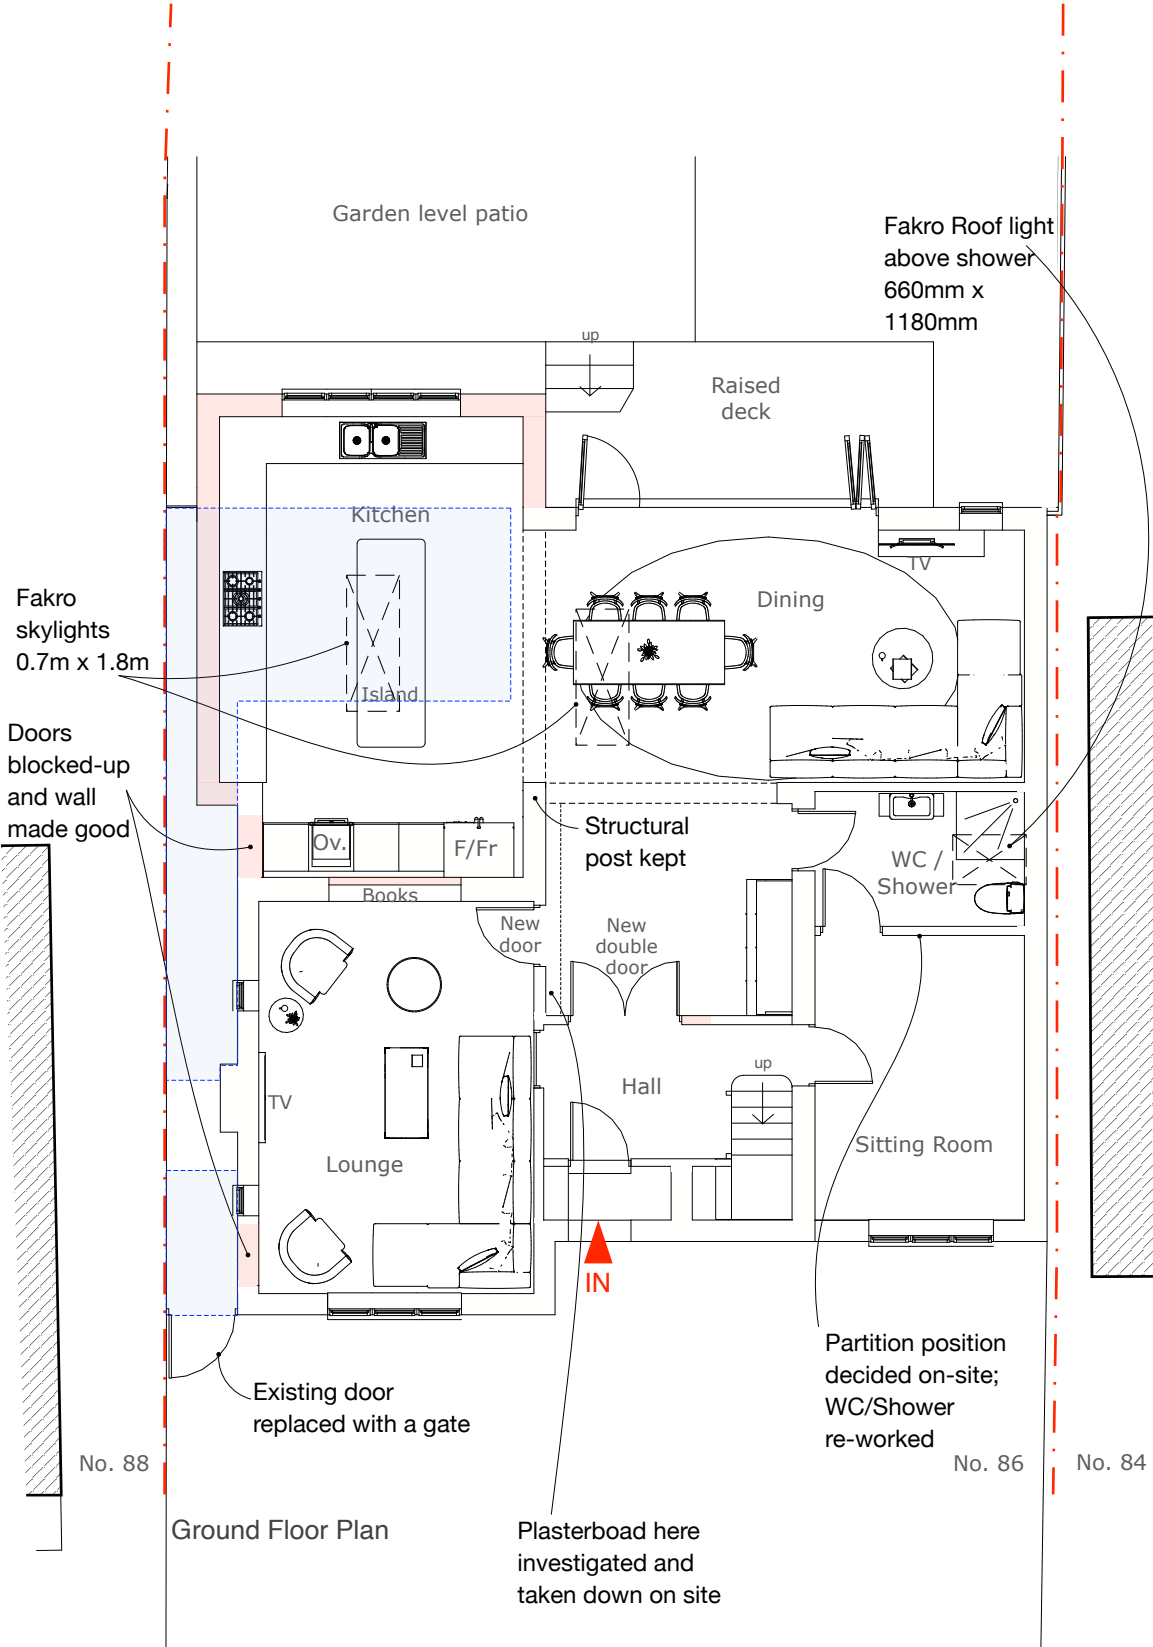 Garden level patio
Fakro Roof light
above shower
660mm x
1180mm
up
Raised
deck
Kitchen
TV
Dining
Fakro
skylights
0.7m x 1.8m
Island
Doors
blocked-up
and wall
made good
Ov.
F/Fr
Structural
post kept
WC /
Shower
Books
New
door
New
double
door
up
Hall
TV
Lounge
Sitting Room
IN
Partition position
decided on-site;
WC/Shower
re-worked
Existing door
replaced with a gate
No. 88
No. 86
No. 84
Ground Floor Plan
Plasterboad here
investigated and
taken down on site